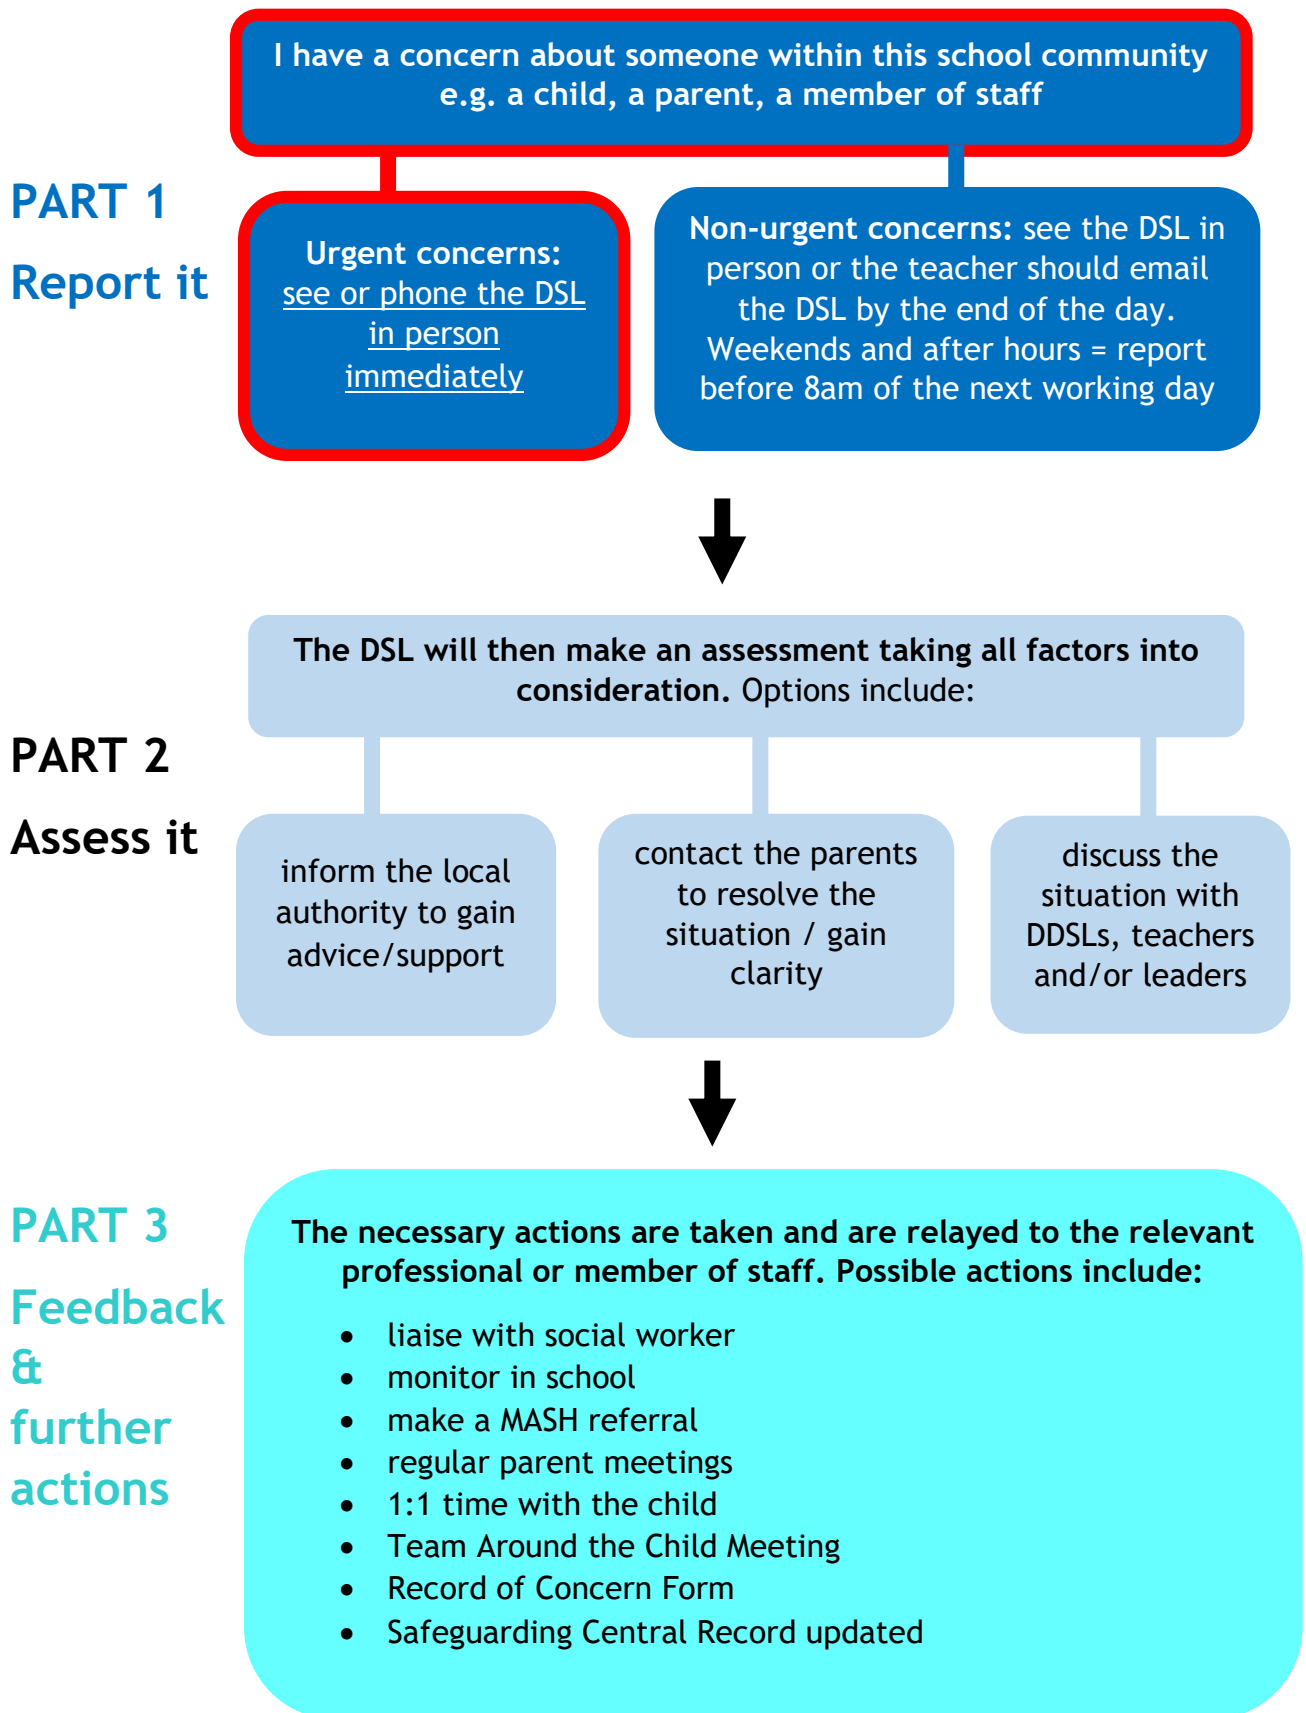 I have a concern about someone within this school community
e.g. a child, a parent, a member of staff
PART 1
Report it
Urgent concerns:
see or phone the DSL
in person
immediately
Non-urgent concerns: see the DSL in
person or the teacher should email
the DSL by the end of the day.
Weekends and after hours = report
before 8am of the next working day
The DSL will then make an assessment taking all factors into
consideration. Options include:
PART 2
Assess it
inform the local
authority to gain
advice/support
contact the parents
to resolve the
situation / gain
clarity
discuss the
situation with
DDSLs, teachers
and/or leaders
PART 3
Feedback
&
further
actions
The necessary actions are taken and are relayed to the relevant
professional or member of staff. Possible actions include:
• liaise with social worker
• monitor in school
• make a MASH referral
• regular parent meetings
• 1:1 time with the child
• Team Around the Child Meeting
• Record of Concern Form
• Safeguarding Central Record updated